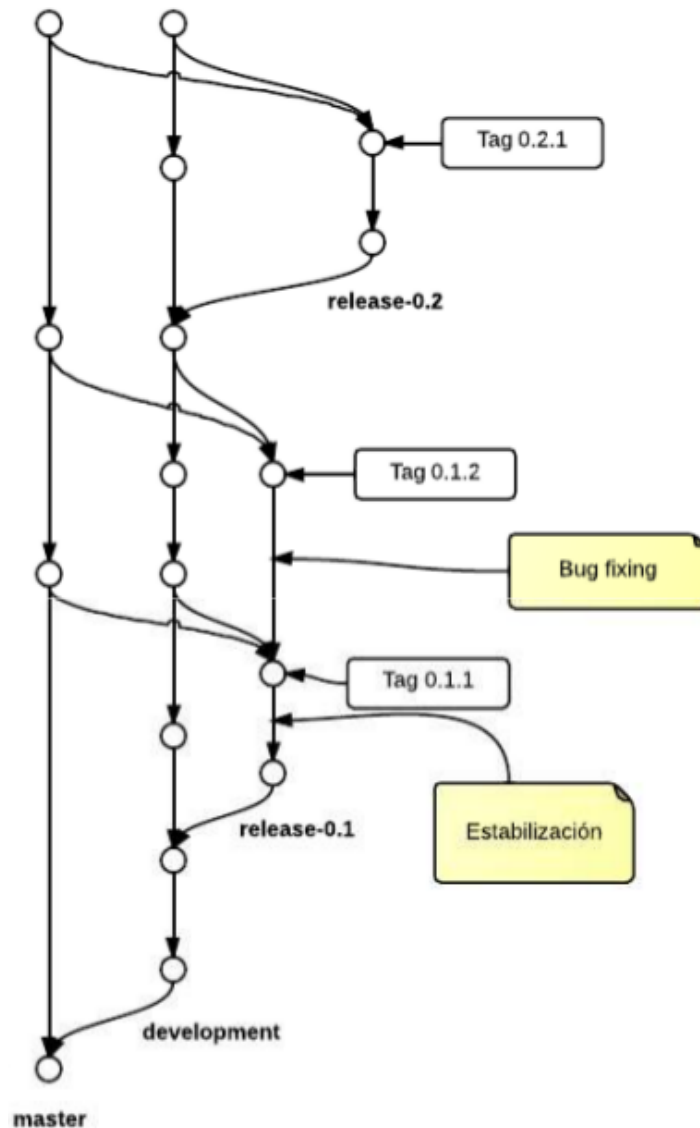 Tag 0.2.1
release-0.2
Tag 0.1.2
Bug fixing
Tag 0.1.1
release-0.1
Estabilización
development
master